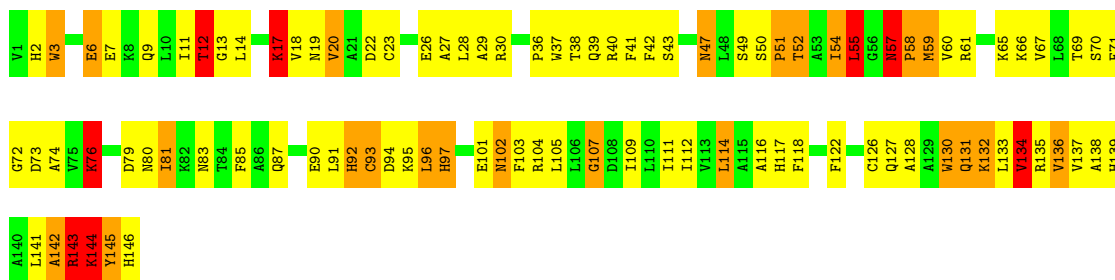 V1 H2 W3 E6 E7 K8 Q9 L10 I11 T12 G13 L14 K17 V18 N19 V20 A21 D22 C23 E26 A27 L28 A29 R30 P36 W37 T38 Q39 R40 F41 F42 S43 N47 L48 S49 S50 P51 T52 A53 I54 L55 G56 N57 P58 M59 V60 R61 K65 K66 V67 L68 T69 S70
G72 D73 A74 V75 K76 D79 N80 I81 K82 N83 T84 F85 A86 Q87 E90 L91 H92 C93 D94 K95 L96 H97 E101 N102 F103 R104 L105 L106 G107 D108 I109 L110 I111 I112 V113 L114 A115 A116 H117 F118 F122 C126 Q127 A128 A129 W130 Q131 K132 L133 V134 R135 V136 V137 A138 H139
A140 L141 A142 R143 K144 Y145 H146